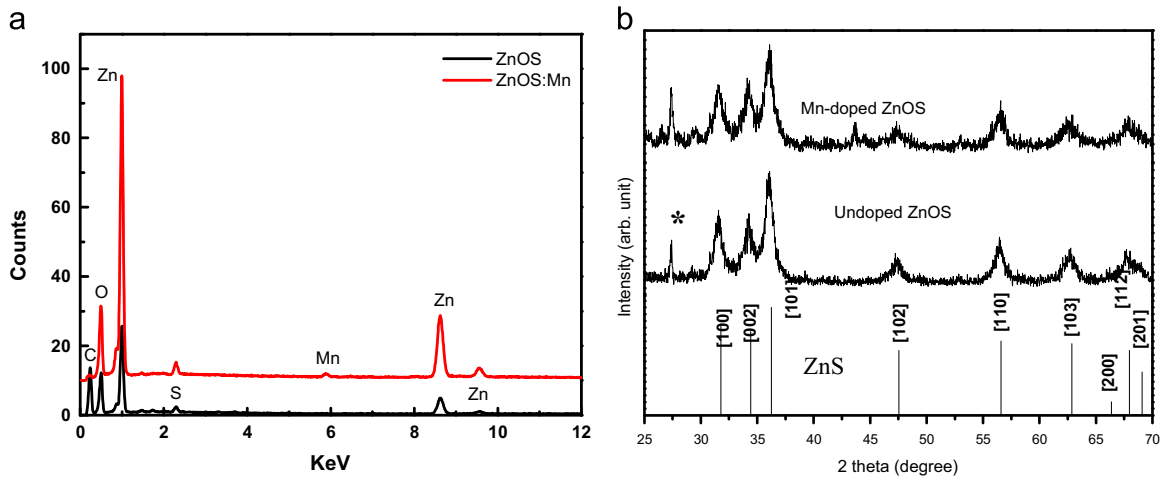 a
Counts
100
80
60
40
20
0
0
2
4
6
8
10
12
KeV
ZnOS
ZnOS:Mn
Zn
O
C
S
Mn
Zn
Zn
b
Intensity (arb. unit)
Mn-doped ZnOS
*
Undoped ZnOS
[100]
[002]
[101]
[102]
[110]
[103]
[200]
[112]
[201]
ZnS
25
30
35
40
45
50
55
60
65
70
2 theta (degree)